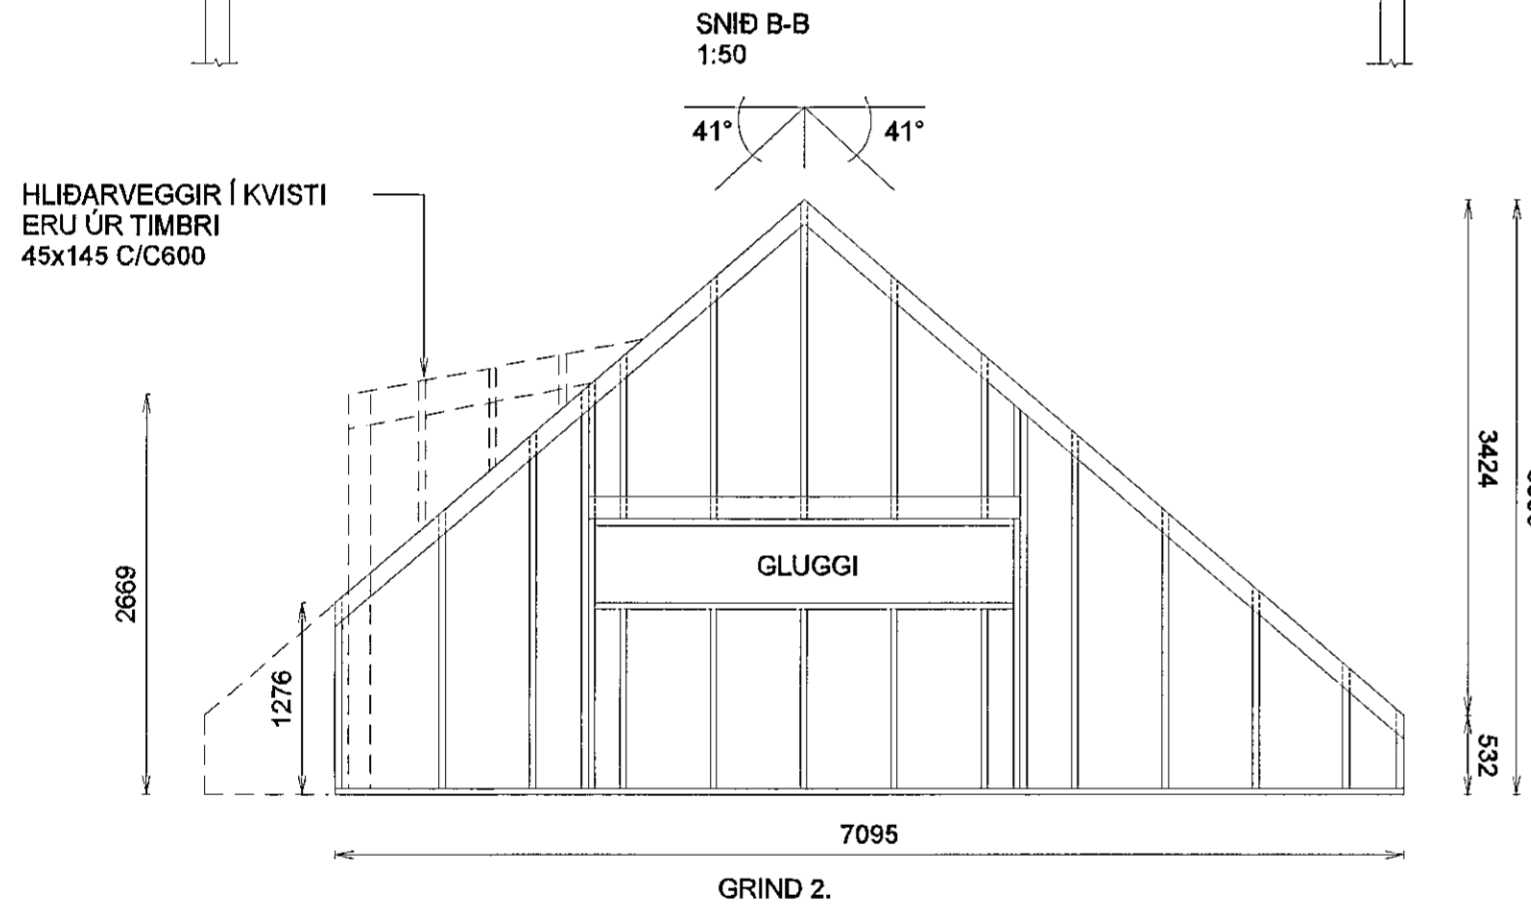 SNIÐ B-B
1:50
41°
41°
HLIÐARVEGGIR Í KVISTI
ERU ÚR TIMBRI
45x145 C/C600
GLUGGI
2669
1276
3424
532
7095
GRIND 2.